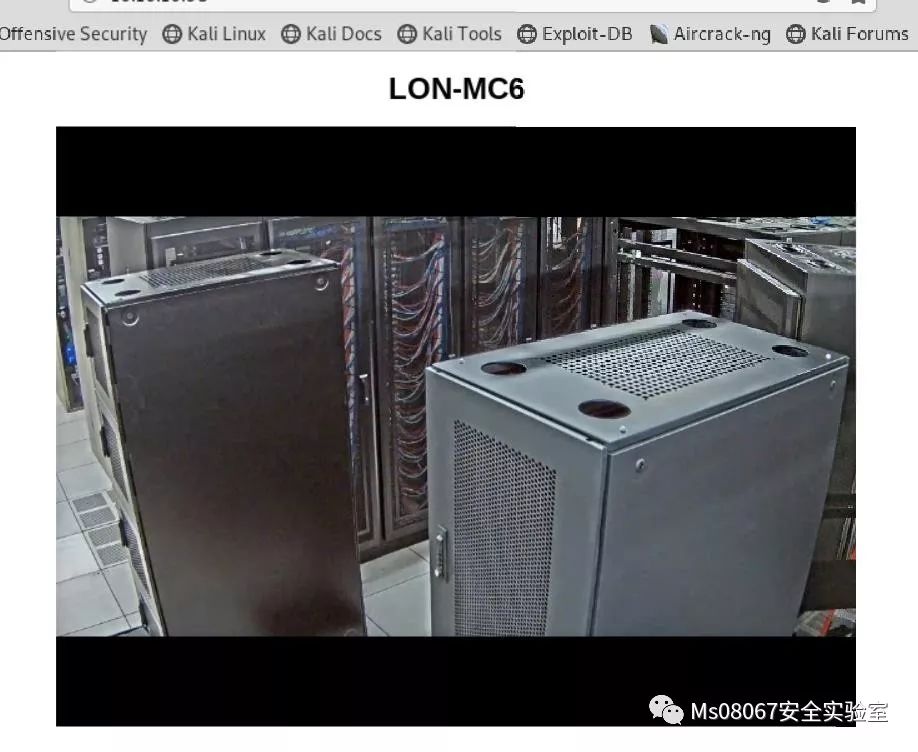 Offensive Security Kali Linux Kali Docs Kali Tools Exploit-DB Aircrack-ng Kali Forums
LON-MC6
Ms08067安全实验室